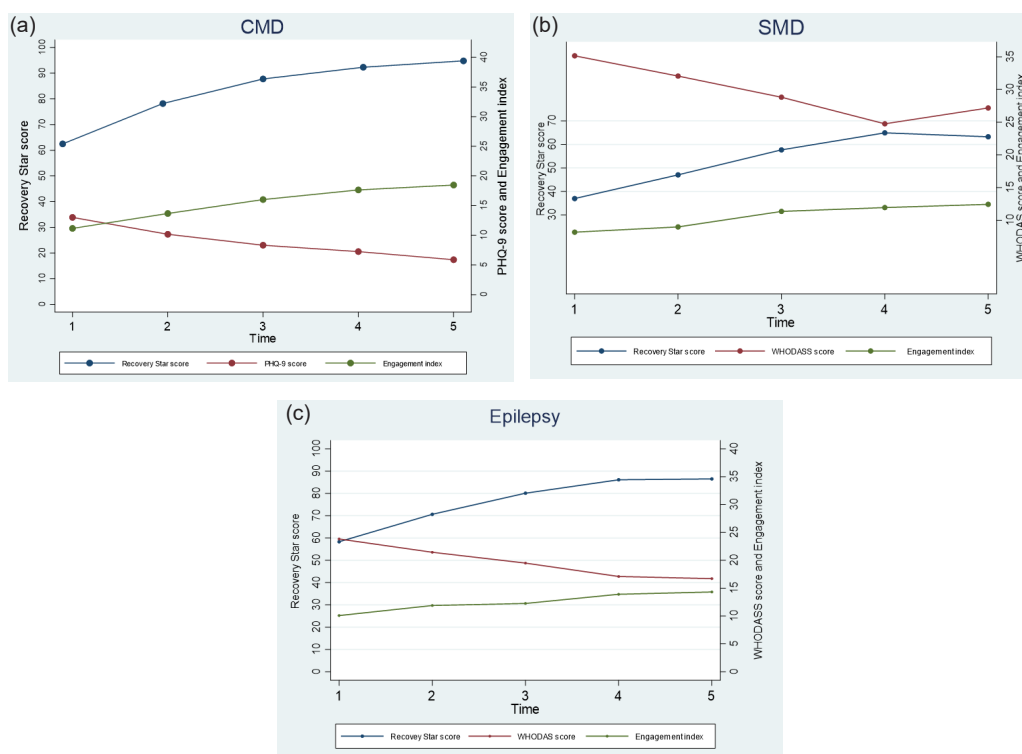 (a)
CMD
Recovery Star score
100
90
80
70
60
50
40
30
20
10
0
PHQ-9 score and Engagement index
40
35
30
25
20
15
10
5
0
1 2 3 4 5
Time
Recovery Star score PHQ-9 score Engagement index
(b)
SMD
Recovery Star score
70
60
50
40
30
WHODAS score and Engagement index
35
30
25
20
15
10
1 2 3 4 5
Time
Recovery Star score WHODASS score Engagement index
(c)
Epilepsy
Recovery Star score
100
90
80
70
60
50
40
30
20
10
0
WHODASS score and Engagement index
40
35
30
25
20
15
10
5
0
1 2 3 4 5
Time
Recovey Star score WHODAS score Engagement index